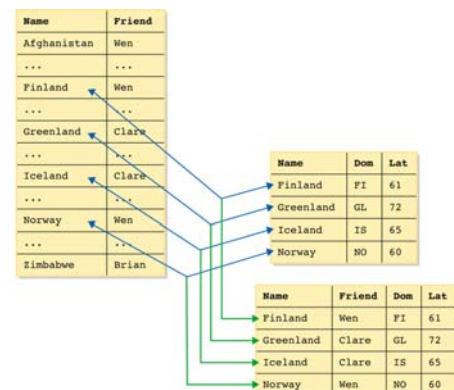 Name Friend
Afghanistan Wen
... ...
Finland Wen
... ...
Greenland Clare
... ...
Iceland Clare
... ...
Norway Wen
... ...
Zimbabwe Brian
Name Dom Lat
Finland FI 61
Greenland GL 72
Iceland IS 65
Norway NO 60
Name Friend Dom Lat
Finland Wen FI 61
Greenland Clare GL 72
Iceland Clare IS 65
Norway Wen NO 60